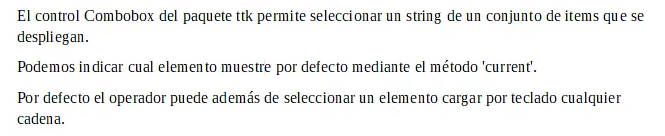 El control Combobox del paquete ttk permite seleccionar un string de un conjunto de items que se
despliegan.
Podemos indicar cual elemento muestre por defecto mediante el método 'current'.
Por defecto el operador puede además de seleccionar un elemento cargar por teclado cualquier
cadena.